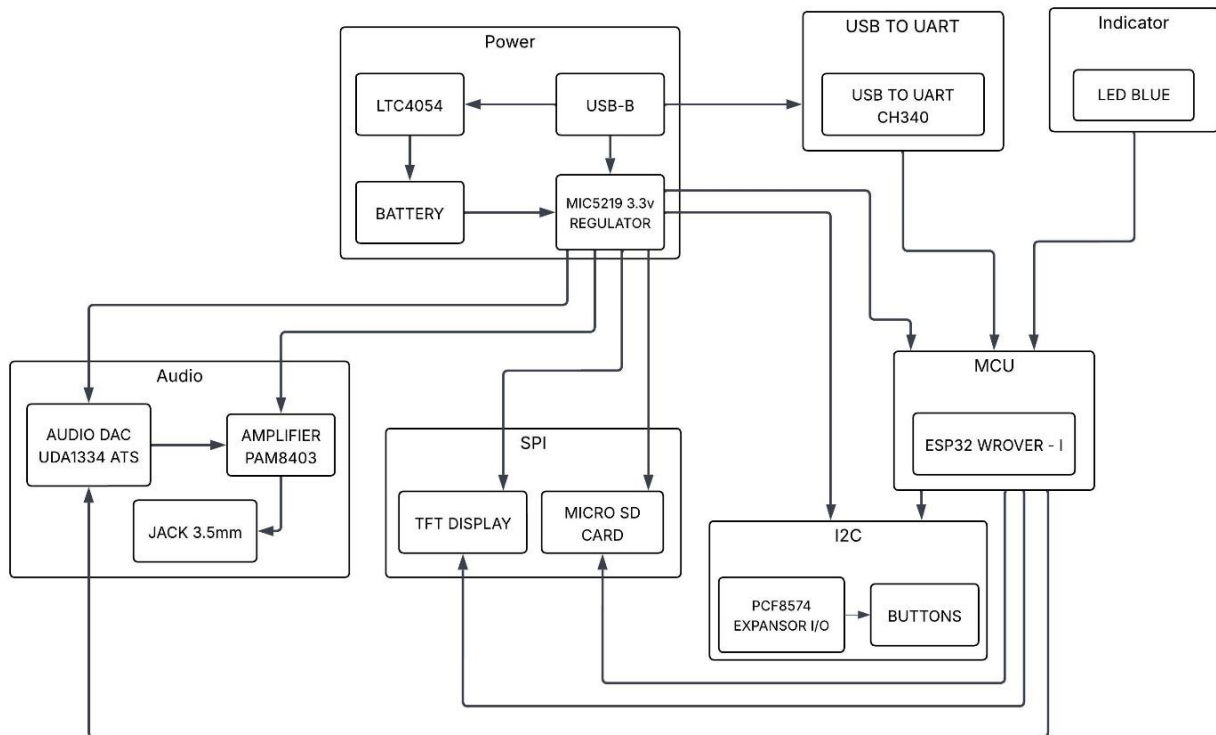 Power
LTC4054
USB-B
BATTERY
MIC5219 3.3v
REGULATOR
USB TO UART
USB TO UART
CH340
Indicator
LED BLUE
Audio
AUDIO DAC
UDA1334 ATS
AMPLIFIER
PAM8403
JACK 3.5mm
SPI
TFT DISPLAY
MICRO SD
CARD
MCU
ESP32 WROVER - I
I2C
PCF8574
EXPANSOR I/O
BUTTONS